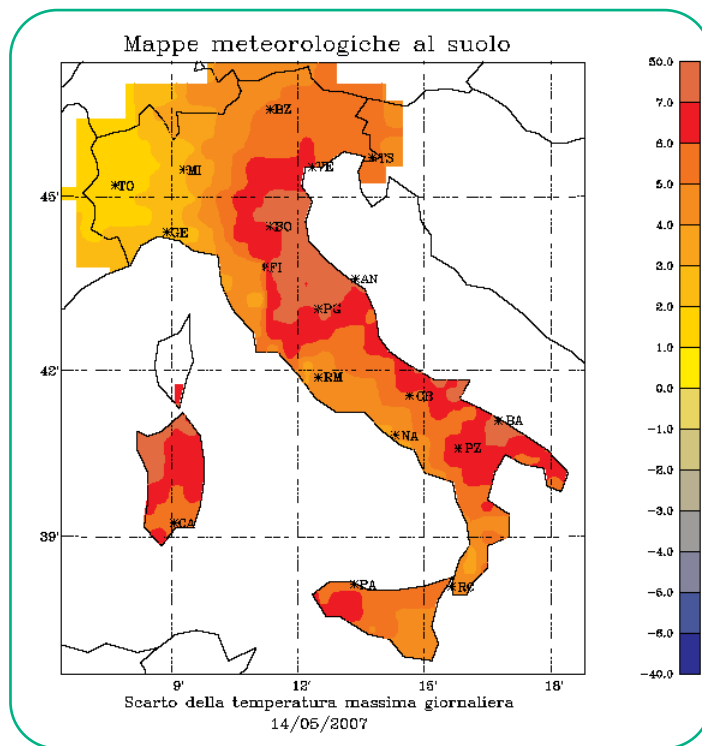 Mappe meteorologiche al suolo
50.0
7.0
6.0
5.0
4.0
3.0
2.0
0.0
-1.0
-2.0
-3.0
-4.0
-5.0
-6.0
-40.0
45'
42'
39'
9'
12'
15'
18'
*BZ
*TS
*VE
*MI
*TO
*GE
*BO
*FI
*AN
*PG
*RM
*CB
*BA
*NA
*PZ
*CA
*PA
*RC
Scarto della temperatura massima giornaliera
14/05/2007